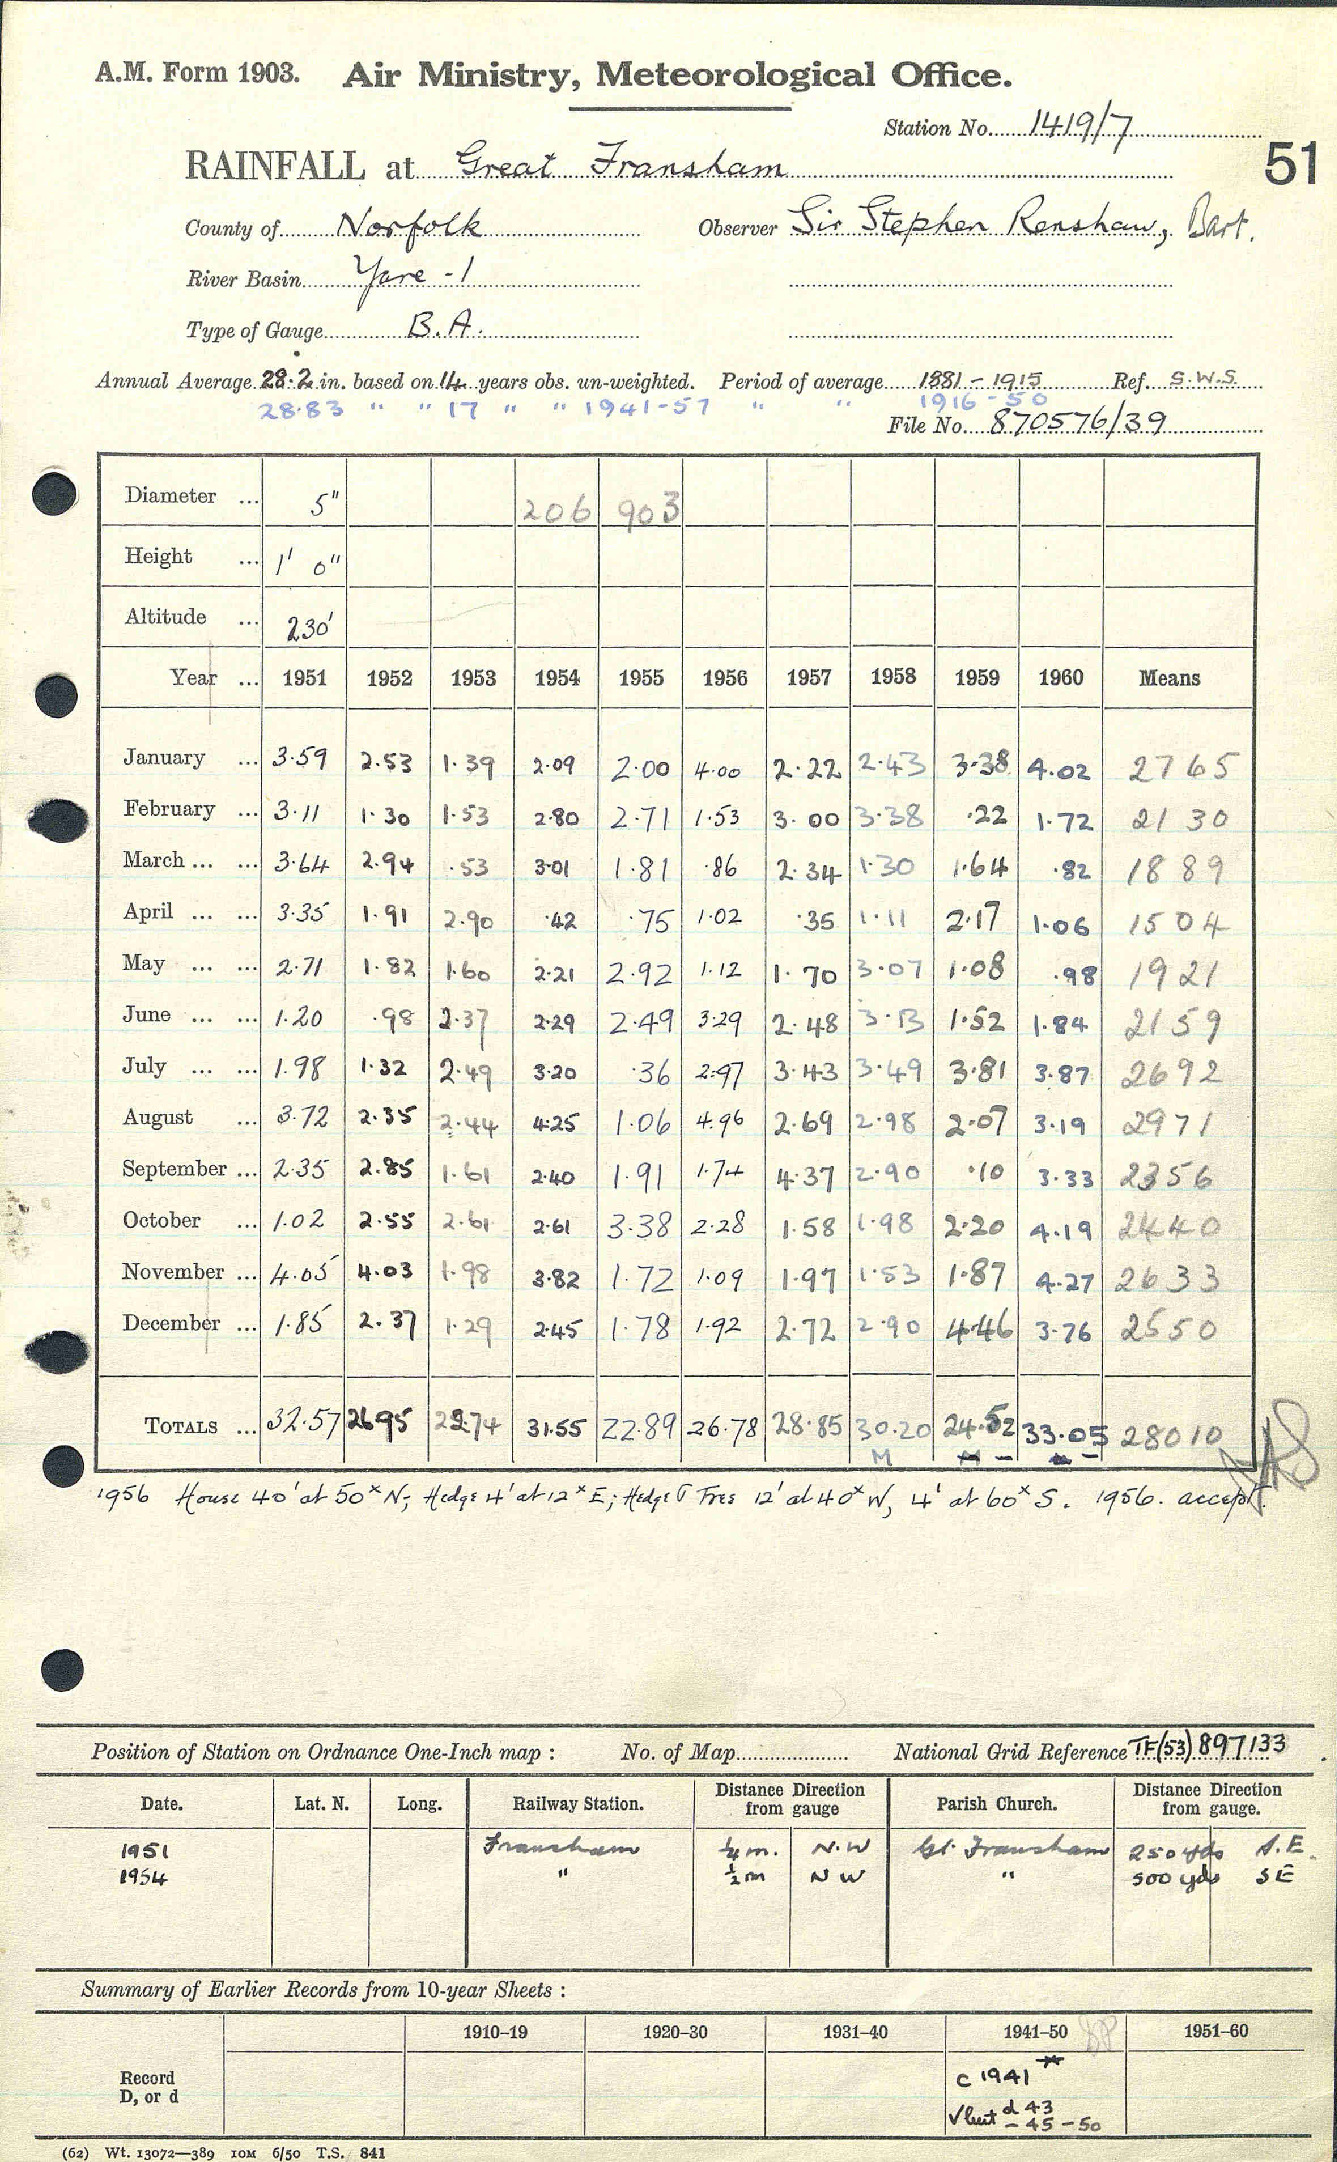 A.M. Form 1903. Air Ministry, Meteorological Office.
Station No. 1419/7
51
RAINFALL at Great Fransham
County of Norfolk Observer Sir Stephen Renshaw, Bart.
River Basin Yare - 1
Type of Gauge B.A.
Annual Average 28.2 in. based on 14 years obs. un-weighted. Period of average 1881 - 1915 Ref. S.W.S.
28.83 " " 17 " " 1941-57 " " 1916-50
File No. 870576/39
Diameter ... 5" 206 903
Height ... 1' 0"
Altitude ... 230'
Year ... 1951 1952 1953 1954 1955 1956 1957 1958 1959 1960 Means
January ... 3.59 2.53 1.39 2.09 2.00 4.00 2.22 2.43 3.38 4.02 2765
February ... 3.11 1.30 1.53 2.80 2.71 1.53 3.00 3.38 .22 1.72 2130
March ... ... 3.64 2.94 .53 3.01 1.81 .86 2.34 1.30 1.64 .82 1889
April ... ... 3.35 1.91 2.90 .42 .75 1.02 .35 1.11 2.17 1.06 1504
May ... ... 2.71 1.82 1.60 2.21 2.92 1.12 1.70 3.07 1.08 .98 1921
June ... ... 1.20 .98 2.37 2.29 2.49 3.29 2.48 3.13 1.52 1.84 2159
July ... ... 1.98 1.32 2.49 3.20 .36 2.97 3.43 3.49 3.81 3.87 2692
August ... 3.72 2.35 2.44 4.25 1.06 4.96 2.69 2.98 2.07 3.19 2971
September ... 2.35 2.85 1.61 2.40 1.91 1.74 4.37 2.90 .10 3.33 2356
October ... 1.02 2.55 2.61 2.61 3.38 2.28 1.58 1.98 2.20 4.19 2440
November ... 4.05 4.03 1.98 3.82 1.72 1.09 1.97 1.53 1.87 4.27 2633
December ... 1.85 2.37 1.29 2.45 1.78 1.92 2.72 2.90 4.46 3.76 2550
TOTALS ... 32.57 26.95 22.74 31.55 22.89 26.78 28.85 30.20 24.52 33.05 28010
M
1956 House 40' at 50ˣ N; Hedge 4' at 12ˣ E; Hedge Trees 12' at 40ˣ W, 4' at 60ˣ S. 1956. accept.
Position of Station on Ordnance One-Inch map : No. of Map National Grid Reference TF(53) 897133
Date. Lat. N. Long. Railway Station. Distance Direction from gauge Parish Church. Distance Direction from gauge.
1951 Fransham ¼ m. N.W Gt. Fransham 250 yds S.E.
1954 " ½ m N W " 500 yds SE
Summary of Earlier Records from 10-year Sheets :
1910-19 1920-30 1931-40 1941-50 1951-60
Record D, or d
c 1941
d 43
- 45 - 50
(62) Wt. 13072—389 10M 6/50 T.S. 841